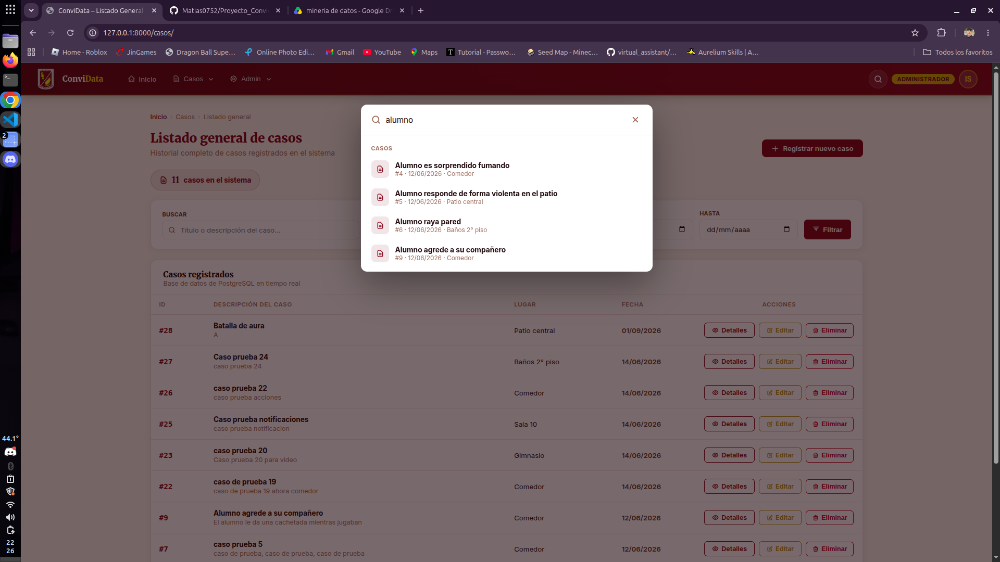 ConviData – Listado General
Matias0752/Proyecto_Convi
mineria de datos - Google Dr
127.0.0.1:8000/casos/
Home - Roblox
JinGames
Dragon Ball Supe...
Online Photo Edi...
Gmail
YouTube
Maps
Tutorial - Passwo...
Seed Map - Minec...
virtual_assistant/...
Aurelium Skills | A...
Todos los favoritos
ConviData
Inicio
Casos
Admin
ADMINISTRADOR
IS
alumno
CASOS
Alumno es sorprendido fumando
#4 · 12/06/2026 · Comedor
Alumno responde de forma violenta en el patio
#5 · 12/06/2026 · Patio central
Alumno raya pared
#6 · 12/06/2026 · Baños 2° piso
Alumno agrede a su compañero
#9 · 12/06/2026 · Comedor
Inicio › Casos › Listado general
Listado general de casos
Historial completo de casos registrados en el sistema
Registrar nuevo caso
11 casos en el sistema
BUSCAR
Título o descripción del caso...
HASTA
dd/mm/aaaa
Filtrar
Casos registrados
Base de datos de PostgreSQL en tiempo real
ID DESCRIPCIÓN DEL CASO LUGAR FECHA ACCIONES
#28 Batalla de aura Patio central 01/09/2026 Detalles Editar Eliminar
A
#27 Caso prueba 24 Baños 2° piso 14/06/2026 Detalles Editar Eliminar
caso prueba 24
#26 caso prueba 22 Comedor 14/06/2026 Detalles Editar Eliminar
caso prueba acciones
#25 Caso prueba notificaciones Sala 10 14/06/2026 Detalles Editar Eliminar
caso prueba notificacion
#23 caso prueba 20 Gimnasio 14/06/2026 Detalles Editar Eliminar
Caso prueba 20 para video
#22 caso de prueba 19 Comedor 14/06/2026 Detalles Editar Eliminar
caso de prueba 19 ahora comedor
#9 Alumno agrede a su compañero Comedor 12/06/2026 Detalles Editar Eliminar
El alumno le da una cachetada mientras jugaban
#7 caso prueba 5 Comedor 12/06/2026 Detalles Editar Eliminar
caso de prueba, caso de prueba, caso de prueba
2
44.1°
22
26